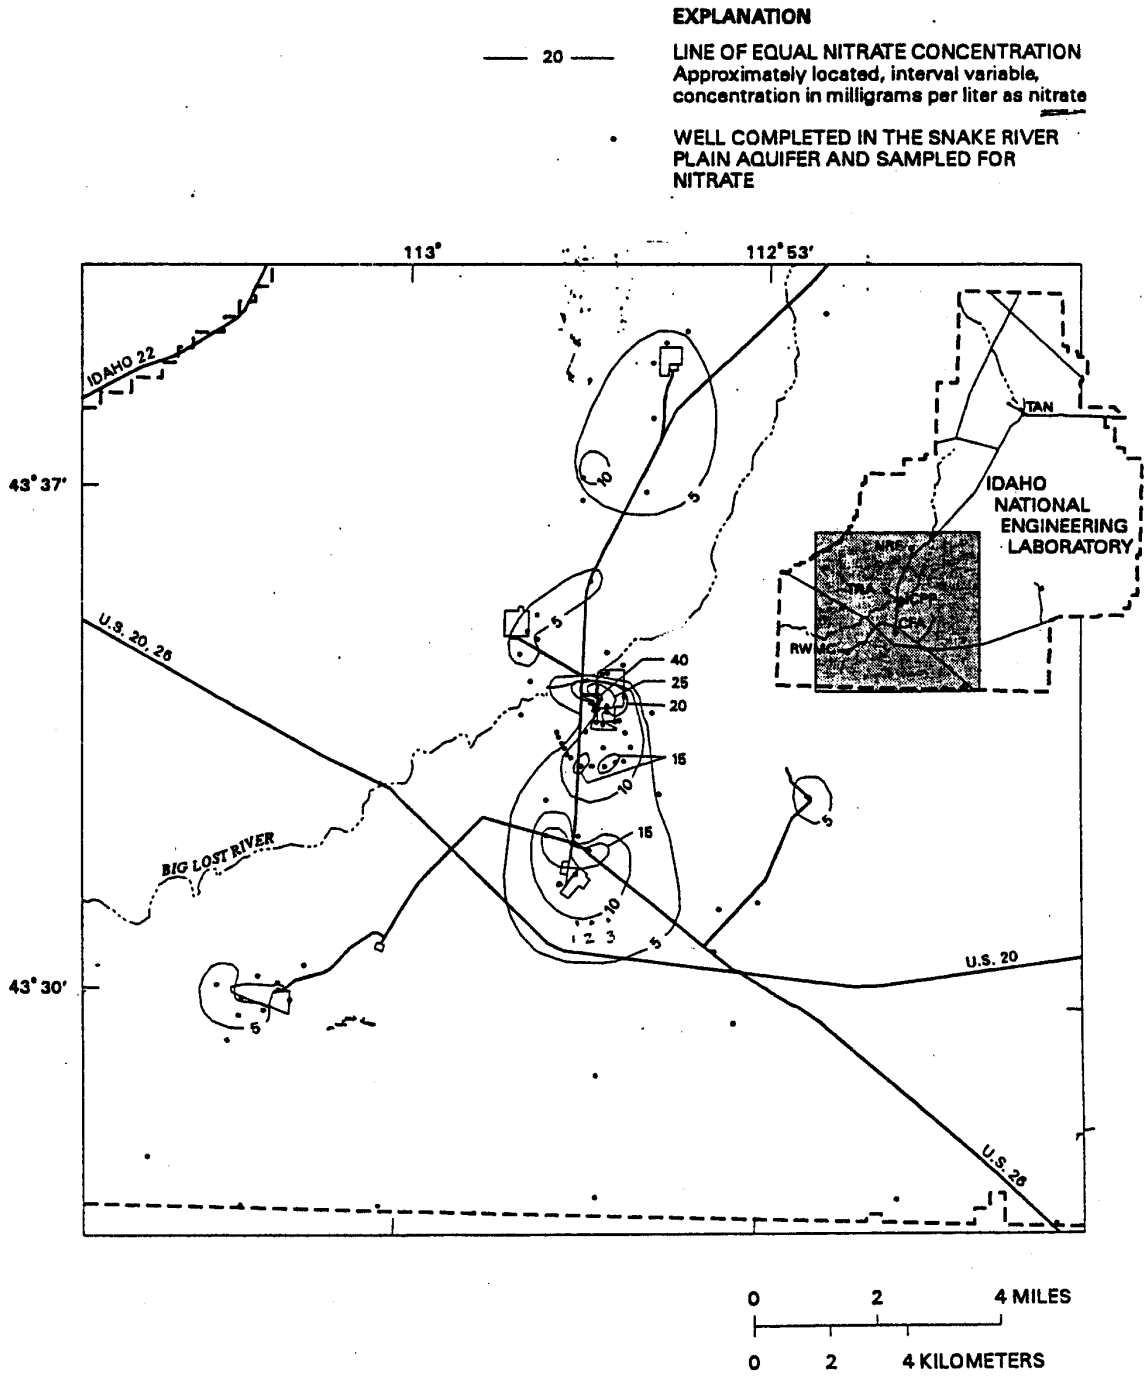 EXPLANATION
20
LINE OF EQUAL NITRATE CONCENTRATION
Approximately located, interval variable,
concentration in milligrams per liter as nitrate
WELL COMPLETED IN THE SNAKE RIVER
PLAIN AQUIFER AND SAMPLED FOR
NITRATE
113°
112° 53'
IDAHO 22
TAN
43° 37'
10
5
IDAHO
NATIONAL
ENGINEERING
LABORATORY
NRF
TRA
ICPP
CFA
RWMC
5
U.S. 20, 26
40
25
20
15
10
5
BIG LOST RIVER
15
10
1 2 3
5
U.S. 20
43° 30'
5
U.S. 26
0 2 4 MILES
0 2 4 KILOMETERS